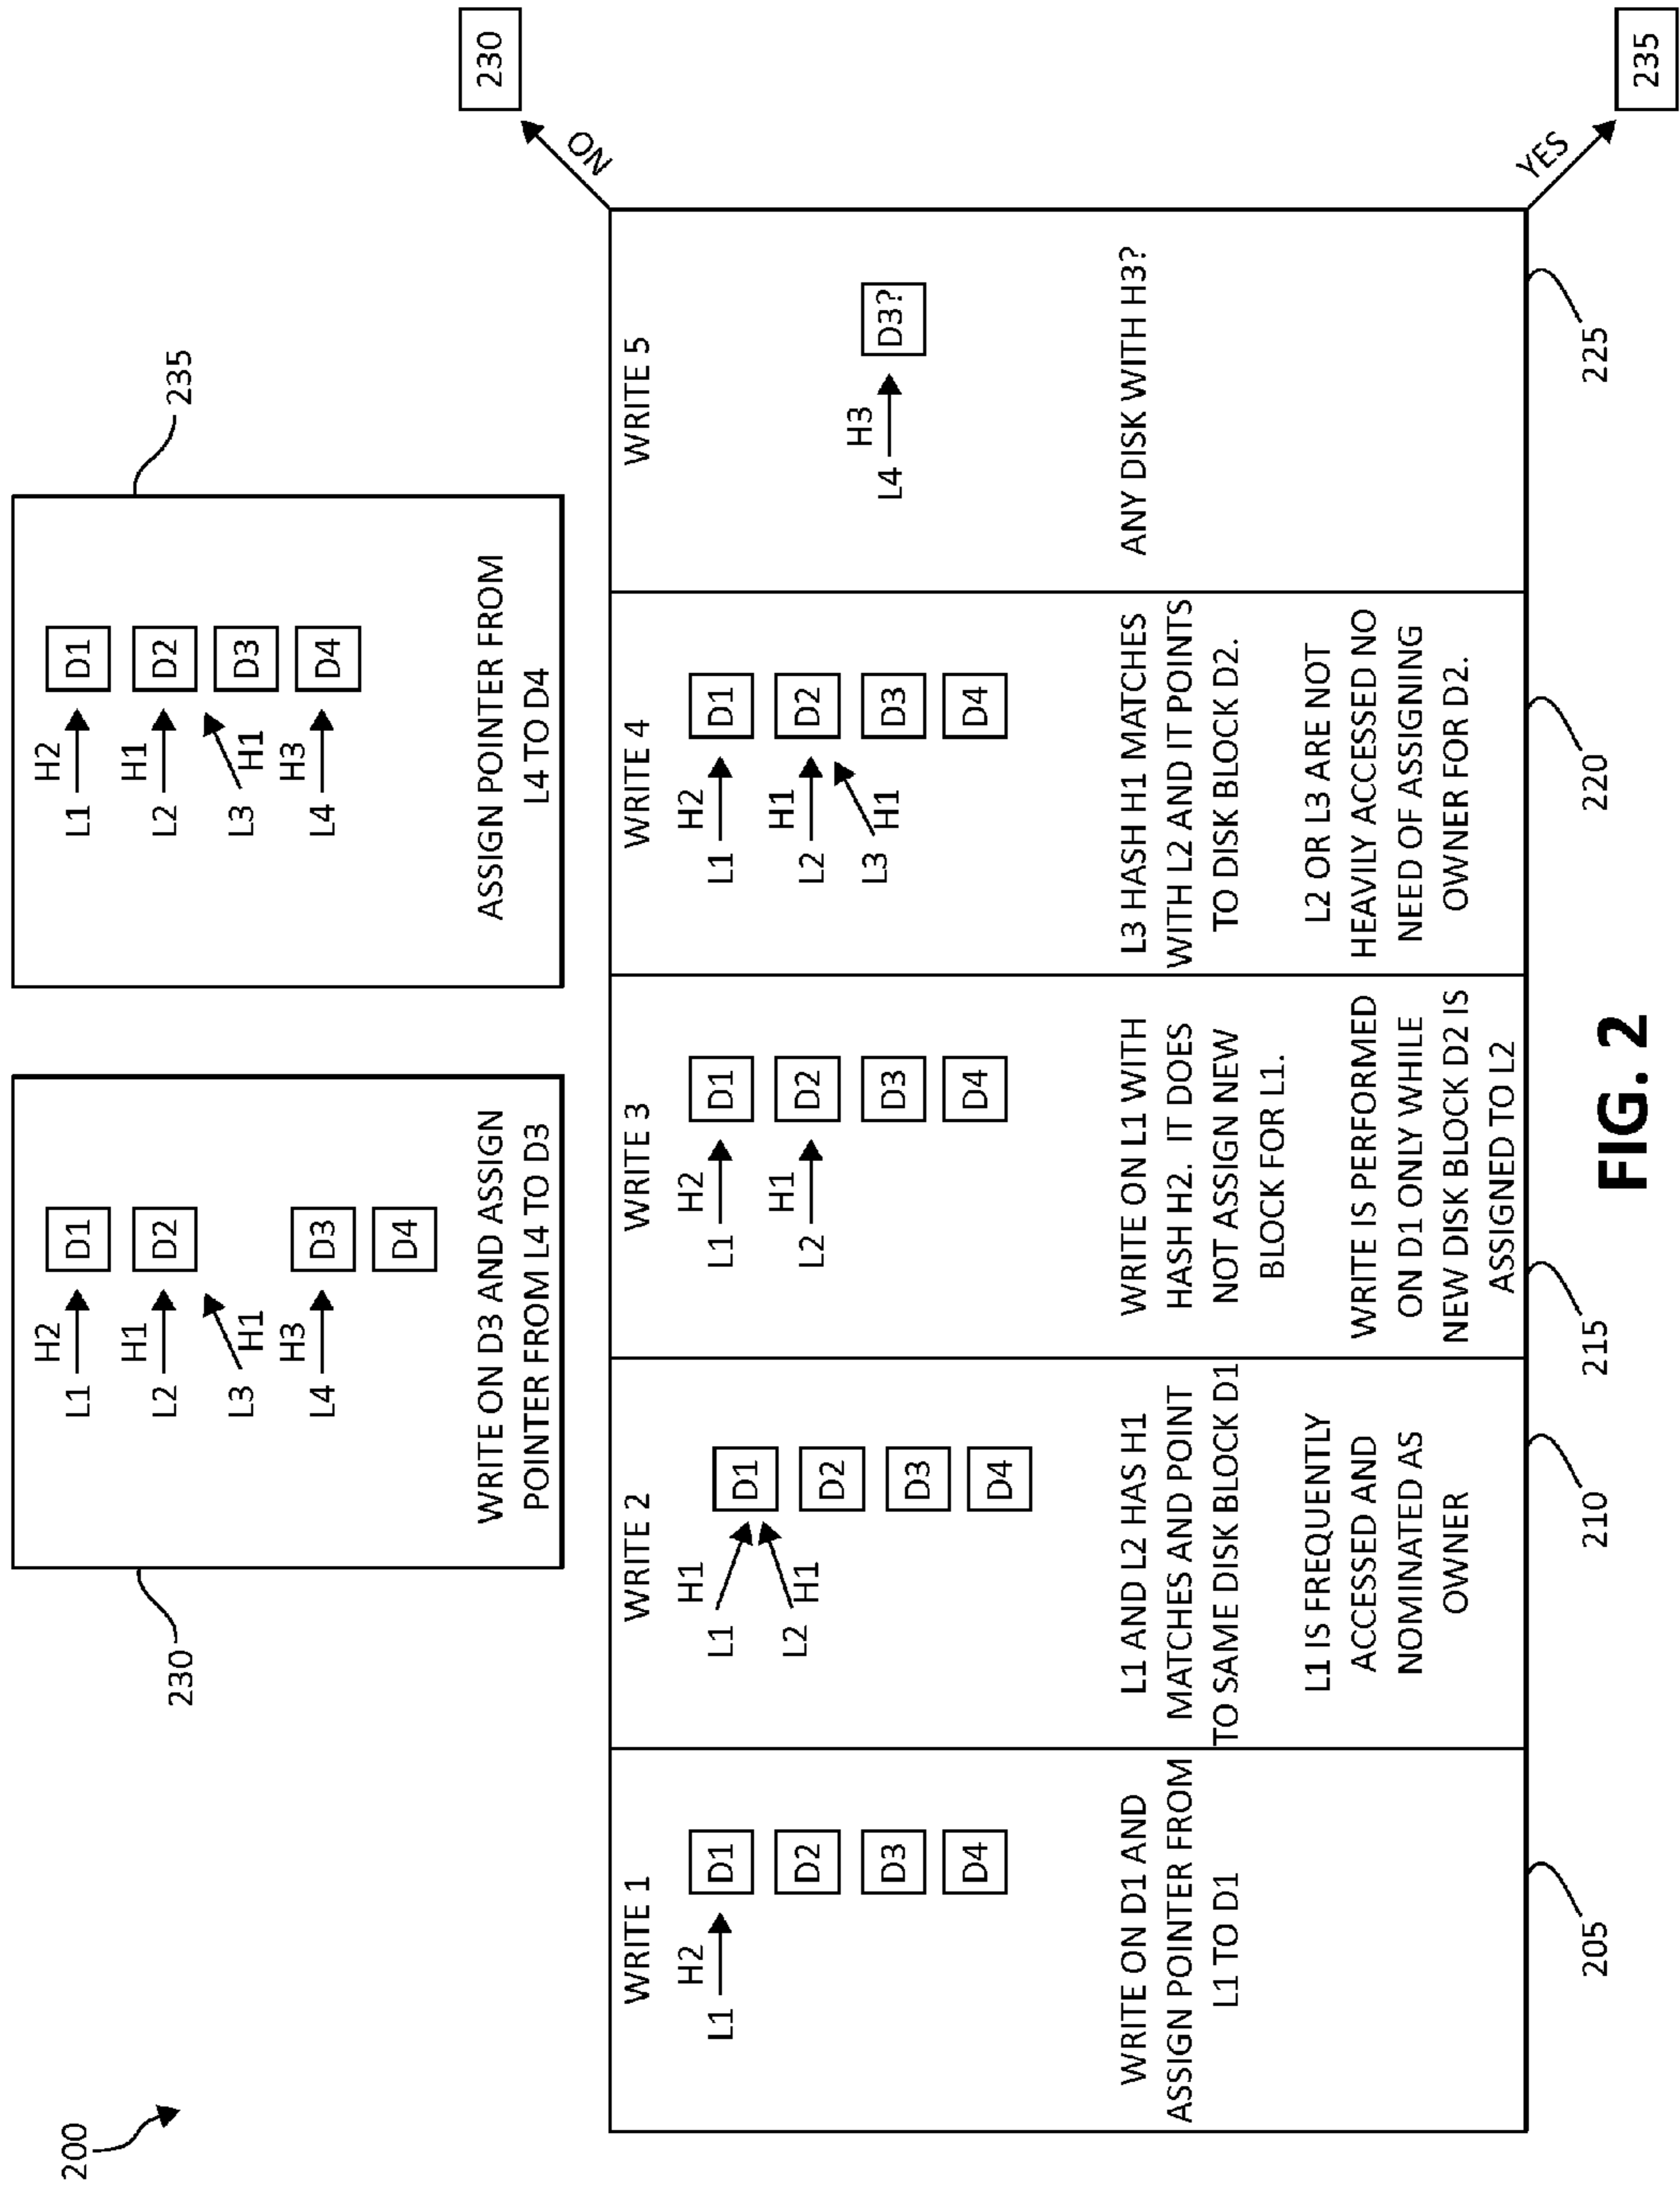 200
230
H2
L1
D1
H1
L2
D2
L3
H1
H3
L4
D3
D4
WRITE ON D3 AND ASSIGN
POINTER FROM L4 TO D3
235
H2
L1
D1
H1
L2
D2
L3
H1
D3
H3
L4
D4
ASSIGN POINTER FROM
L4 TO D4
WRITE 1
H2
L1
D1
D2
D3
D4
WRITE ON D1 AND
ASSIGN POINTER FROM
L1 TO D1
205
WRITE 2
H1
L1
D1
L2
H1
D2
D3
D4
L1 AND L2 HAS H1
MATCHES AND POINT
TO SAME DISK BLOCK D1
L1 IS FREQUENTLY
ACCESSED AND
NOMINATED AS
OWNER
210
WRITE 3
H2
L1
D1
H1
L2
D2
D3
D4
WRITE ON L1 WITH
HASH H2. IT DOES
NOT ASSIGN NEW
BLOCK FOR L1.
WRITE IS PERFORMED
ON D1 ONLY WHILE
NEW DISK BLOCK D2 IS
ASSIGNED TO L2
215
WRITE 4
H2
L1
D1
H1
L2
D2
L3
H1
D3
D4
L3 HASH H1 MATCHES
WITH L2 AND IT POINTS
TO DISK BLOCK D2.
L2 OR L3 ARE NOT
HEAVILY ACCESSED NO
NEED OF ASSIGNING
OWNER FOR D2.
220
WRITE 5
H3
L4
D3?
ANY DISK WITH H3?
225
NO
230
YES
235
FIG. 2